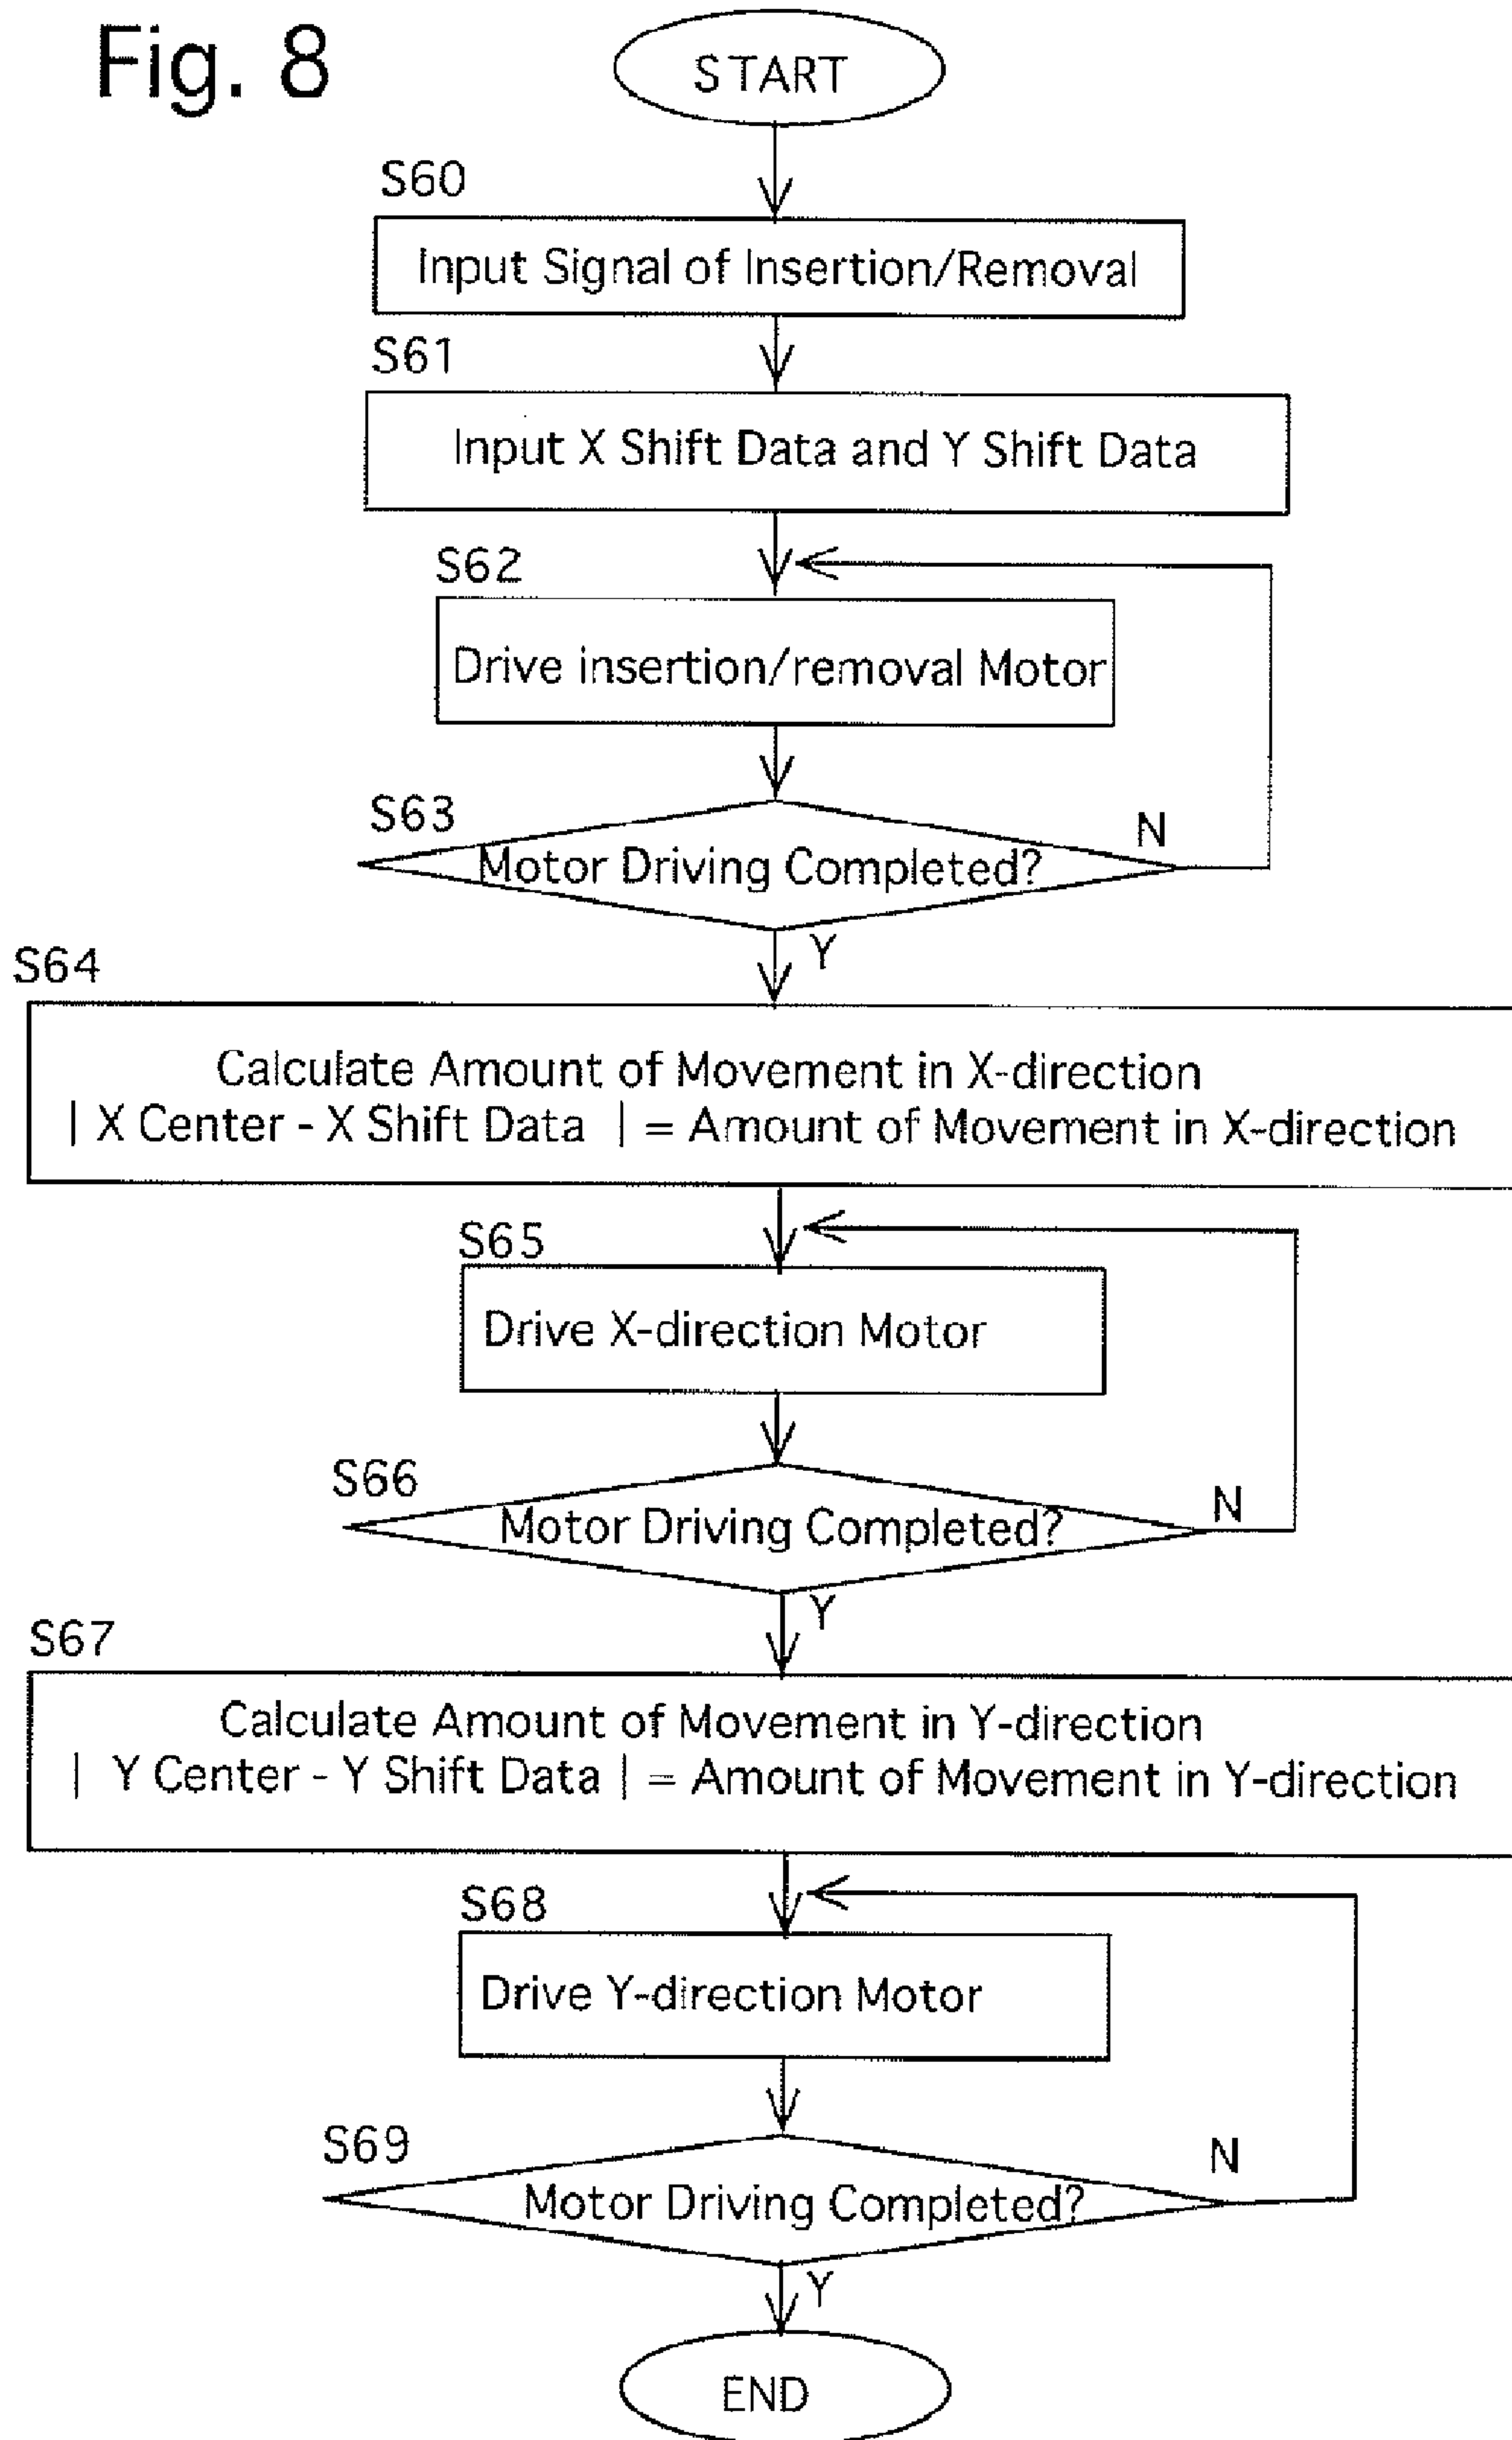 Fig. 8
START
S60
Input Signal of Insertion/Removal
S61
Input X Shift Data and Y Shift Data
S62
Drive insertion/removal Motor
S63
Motor Driving Completed?
N
Y
S64
Calculate Amount of Movement in X-direction
| X Center - X Shift Data | = Amount of Movement in X-direction
S65
Drive X-direction Motor
S66
Motor Driving Completed?
N
Y
S67
Calculate Amount of Movement in Y-direction
| Y Center - Y Shift Data | = Amount of Movement in Y-direction
S68
Drive Y-direction Motor
S69
Motor Driving Completed?
N
Y
END